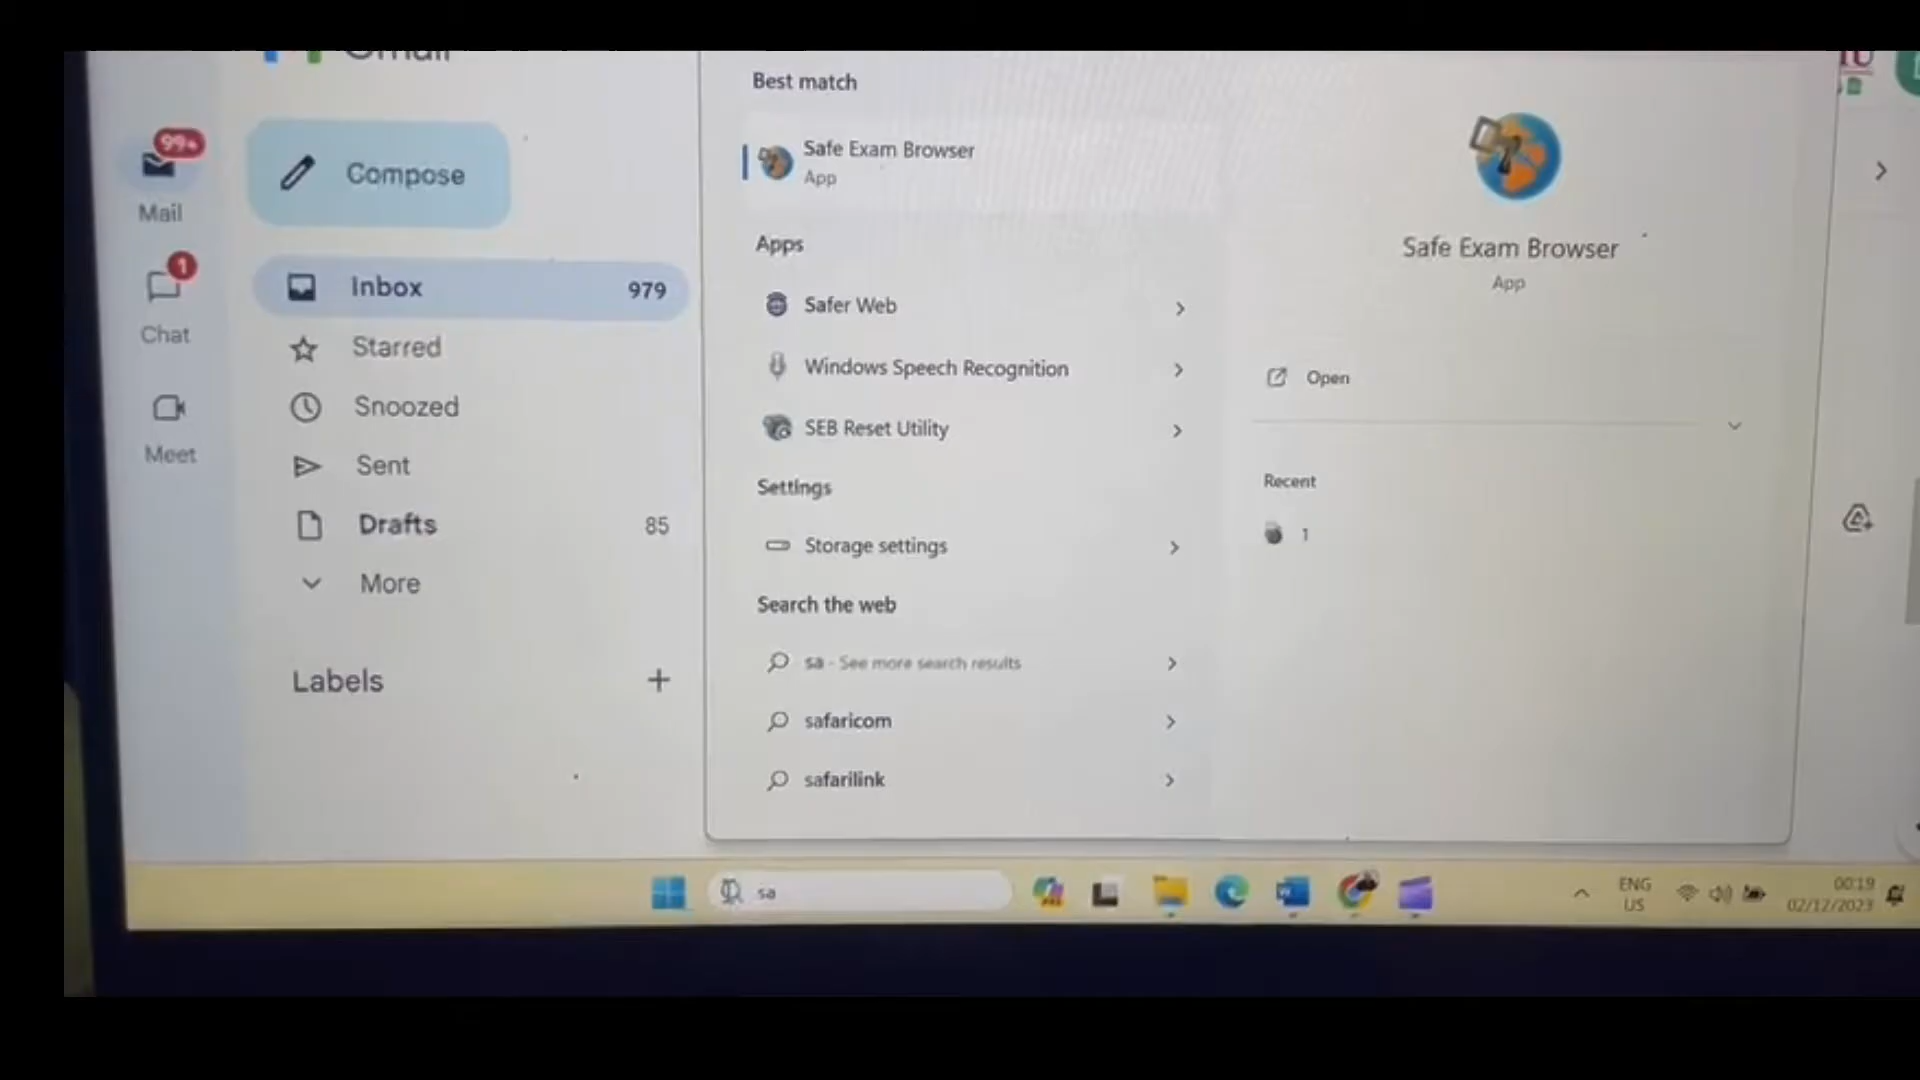 99+
Mail
1
Chat
Meet
Compose
Inbox 979
Starred
Snoozed
Sent
Drafts 85
More
Labels +
Best match
Safe Exam Browser
App
Apps
Safer Web
Windows Speech Recognition
SEB Reset Utility
Settings
Storage settings
Search the web
sa - See more search results
safaricom
safarilink
Safe Exam Browser
App
Open
Recent
1
sa
ENG
US
00:19
02/12/2023